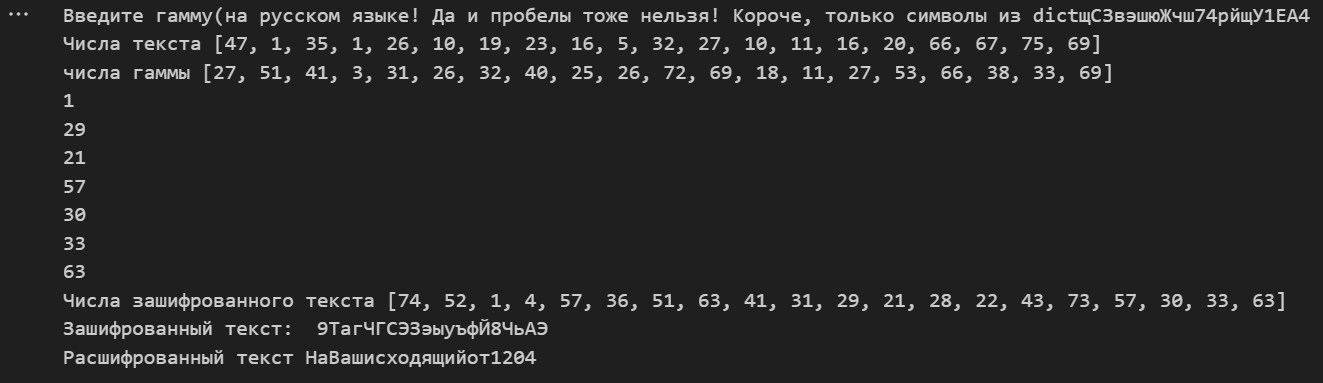 Введите гамму(на русском языке! Да и пробелы тоже нельзя! Короче, только символы из dictщСЗвэшюЖчш74рйщУ1ЕА4
Числа текста [47, 1, 35, 1, 26, 10, 19, 23, 16, 5, 32, 27, 10, 11, 16, 20, 66, 67, 75, 69]
числа гаммы [27, 51, 41, 3, 31, 26, 32, 40, 25, 26, 72, 69, 18, 11, 27, 53, 66, 38, 33, 69]
1
29
21
57
30
33
63
Числа зашифрованного текста [74, 52, 1, 4, 57, 36, 51, 63, 41, 31, 29, 21, 28, 22, 43, 73, 57, 30, 33, 63]
Зашифрованный текст:  9ТагЧГСЭЗэыуъфЙ8ЧьАЭ
Расшифрованный текст НаВашисходящийот1204